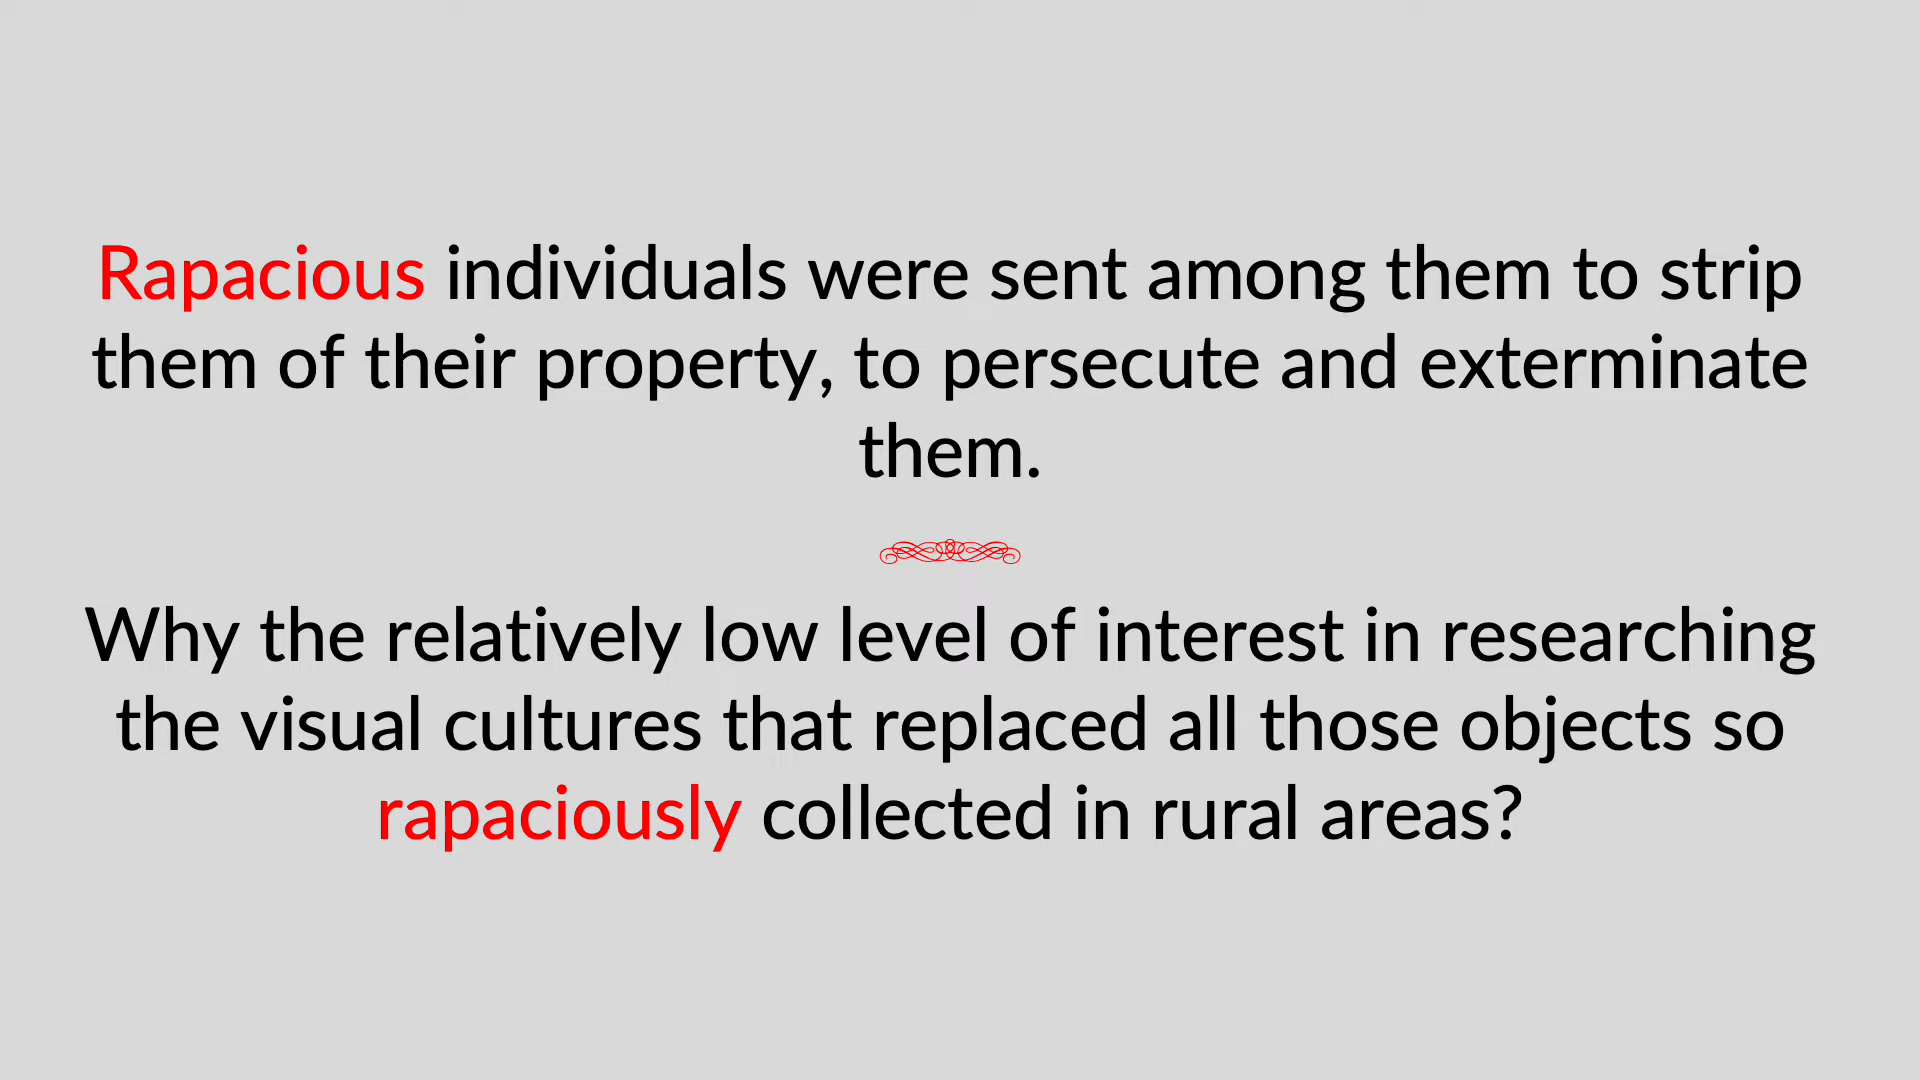 Rapacious individuals were sent among them to strip
them of their property, to persecute and exterminate
them.
Why the relatively low level of interest in researching
the visual cultures that replaced all those objects so
rapaciously collected in rural areas?